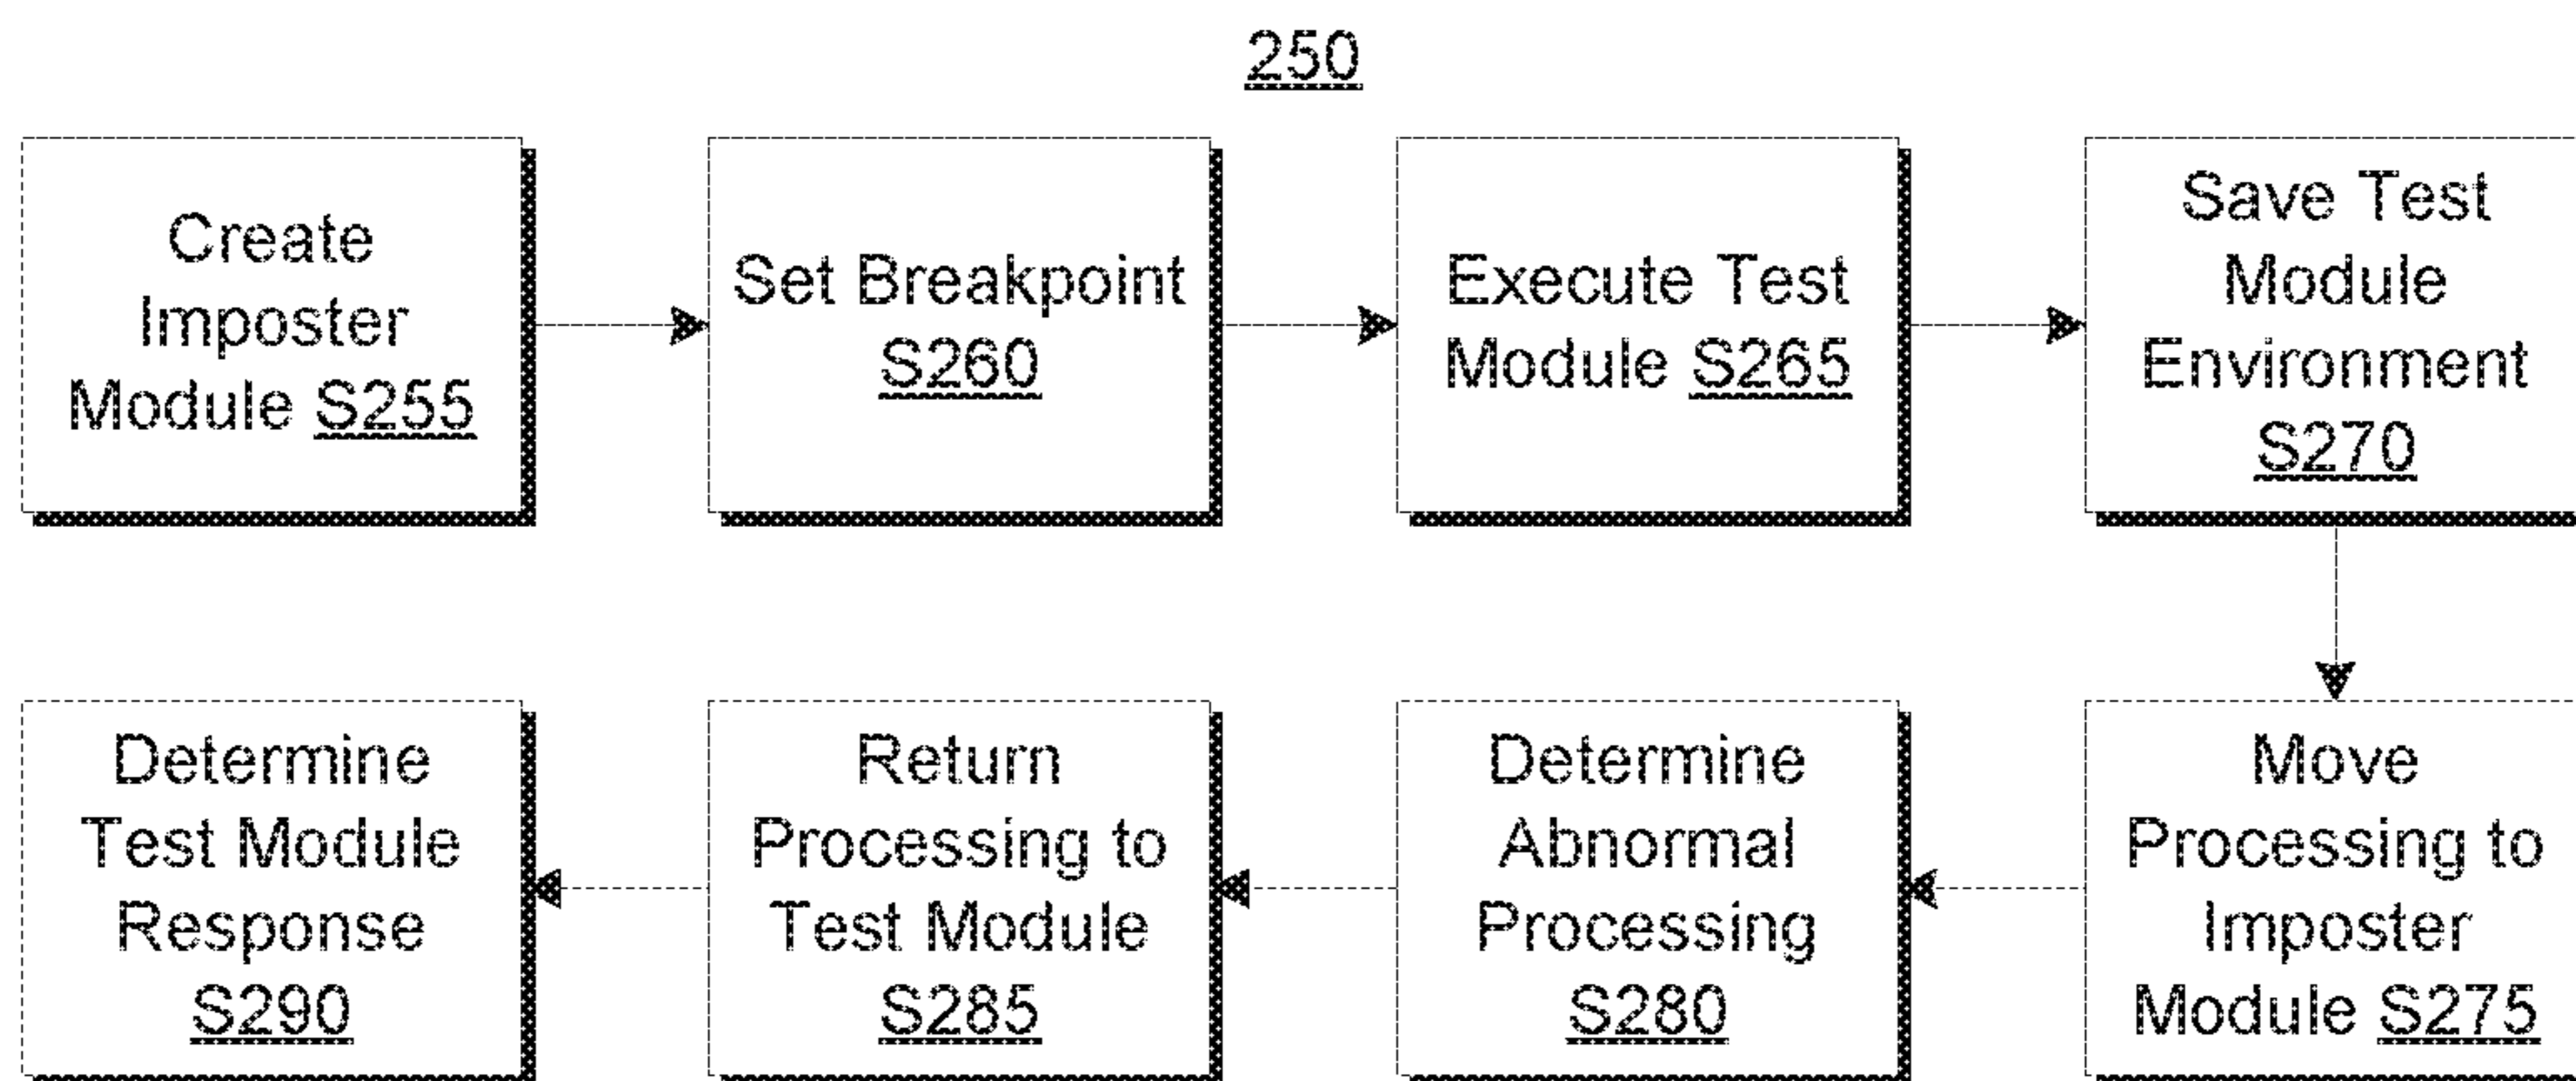 250
Create
Imposter
Module S255
Set Breakpoint
S260
Execute Test
Module S265
Save Test
Module
Environment
S270
Move
Processing to
Imposter
Module S275
Determine
Abnormal
Processing
S280
Return
Processing to
Test Module
S285
Determine
Test Module
Response
S290